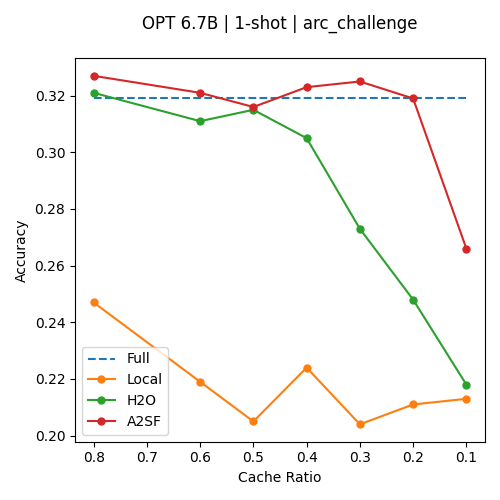 OPT 6.7B | 1-shot | arc_challenge
0.32
0.30
0.28
0.26
0.24
0.22
0.20
Accuracy
Full
Local
H2O
A2SF
0.8 0.7 0.6 0.5 0.4 0.3 0.2 0.1
Cache Ratio